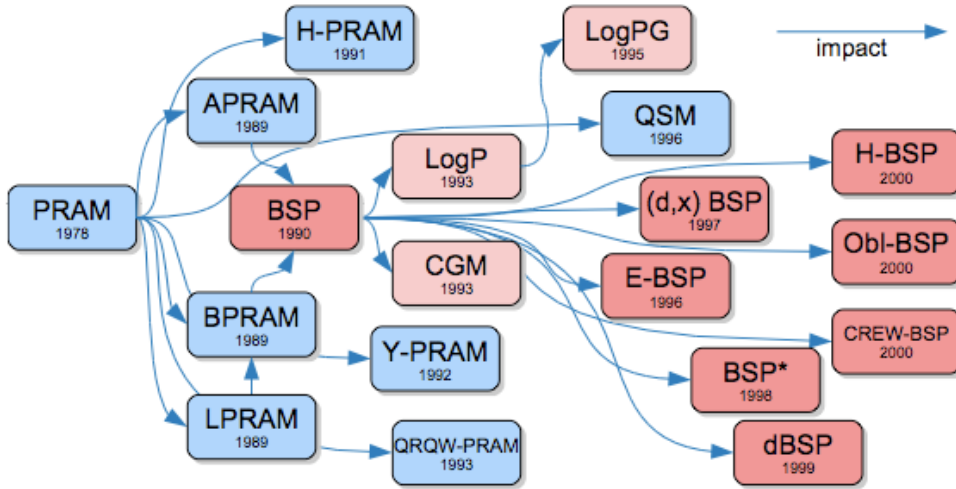 H-PRAM
1991
LogPG
1995
impact
APRAM
1989
QSM
1996
LogP
1993
H-BSP
2000
PRAM
1978
BSP
1990
(d,x) BSP
1997
Obl-BSP
2000
CGM
1993
E-BSP
1996
BPRAM
1989
Y-PRAM
1992
CREW-BSP
2000
BSP*
1998
LPRAM
1989
QRQW-PRAM
1993
dBSP
1999